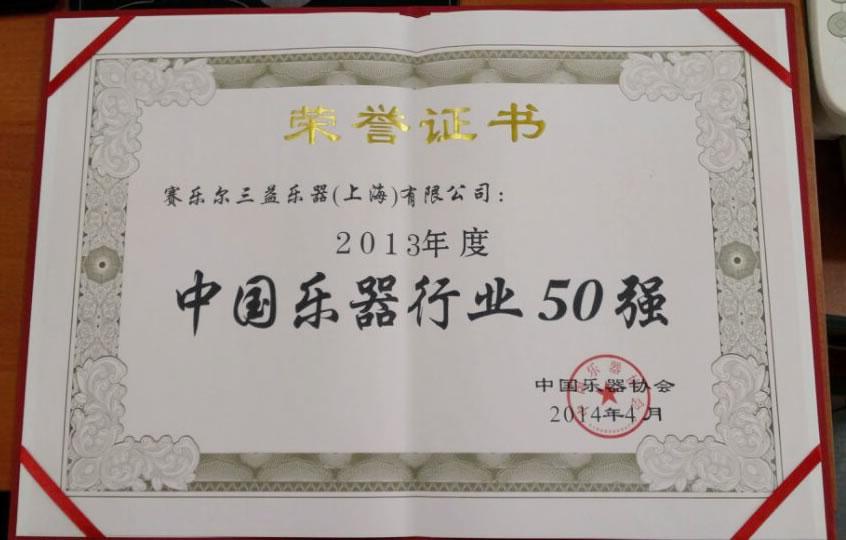 荣誉证书
赛乐尔三益乐器(上海)有限公司:
2013年度
中国乐器行业50强
中国乐器协会
2014年4月